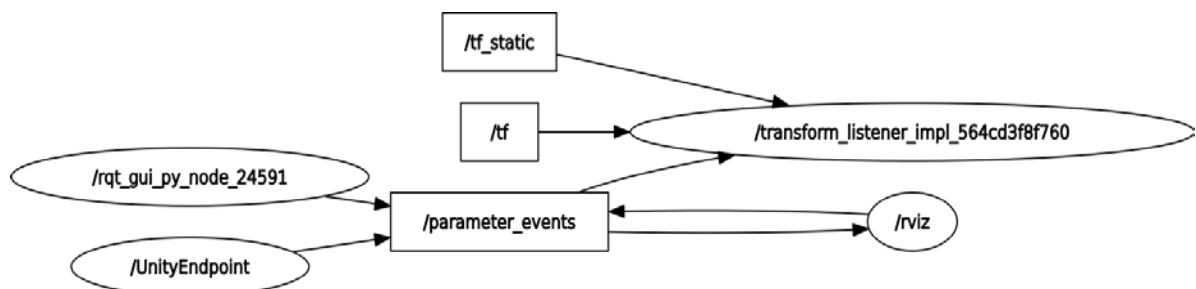 /tf_static
/tf
/transform_listener_impl_564cd3f8f760
/rqt_gui_py_node_24591
/parameter_events
/rviz
/UnityEndpoint